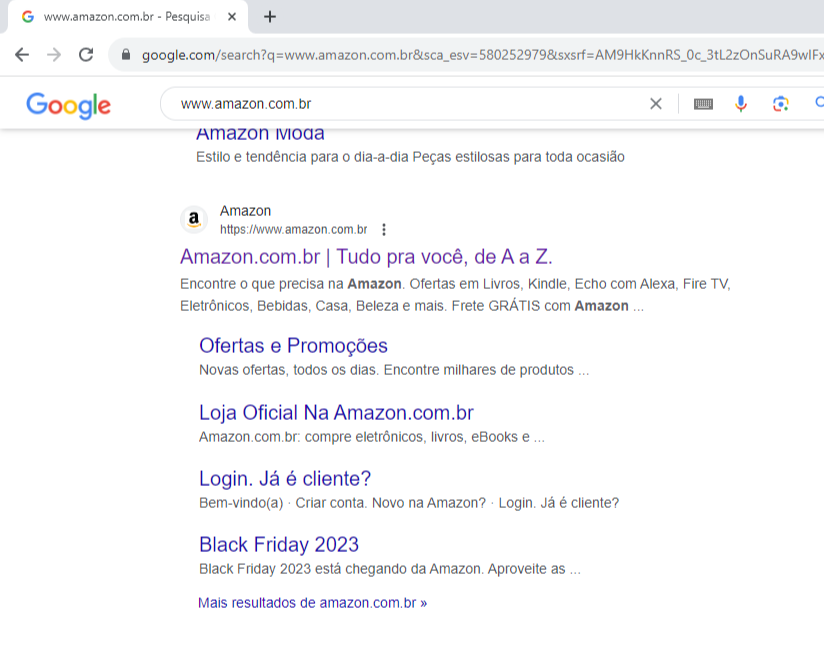 www.amazon.com.br - Pesquisa
google.com/search?q=www.amazon.com.br&sca_esv=580252979&sxsrf=AM9HkKnnRS_0c_3tL2zOnSuRA9wIFx
Google
www.amazon.com.br
Amazon Moda
Estilo e tendência para o dia-a-dia Peças estilosas para toda ocasião
a
Amazon
https://www.amazon.com.br
Amazon.com.br | Tudo pra você, de A a Z.
Encontre o que precisa na Amazon. Ofertas em Livros, Kindle, Echo com Alexa, Fire TV,
Eletrônicos, Bebidas, Casa, Beleza e mais. Frete GRÁTIS com Amazon ...
Ofertas e Promoções
Novas ofertas, todos os dias. Encontre milhares de produtos ...
Loja Oficial Na Amazon.com.br
Amazon.com.br: compre eletrônicos, livros, eBooks e ...
Login. Já é cliente?
Bem-vindo(a) · Criar conta. Novo na Amazon? · Login. Já é cliente?
Black Friday 2023
Black Friday 2023 está chegando da Amazon. Aproveite as ...
Mais resultados de amazon.com.br »